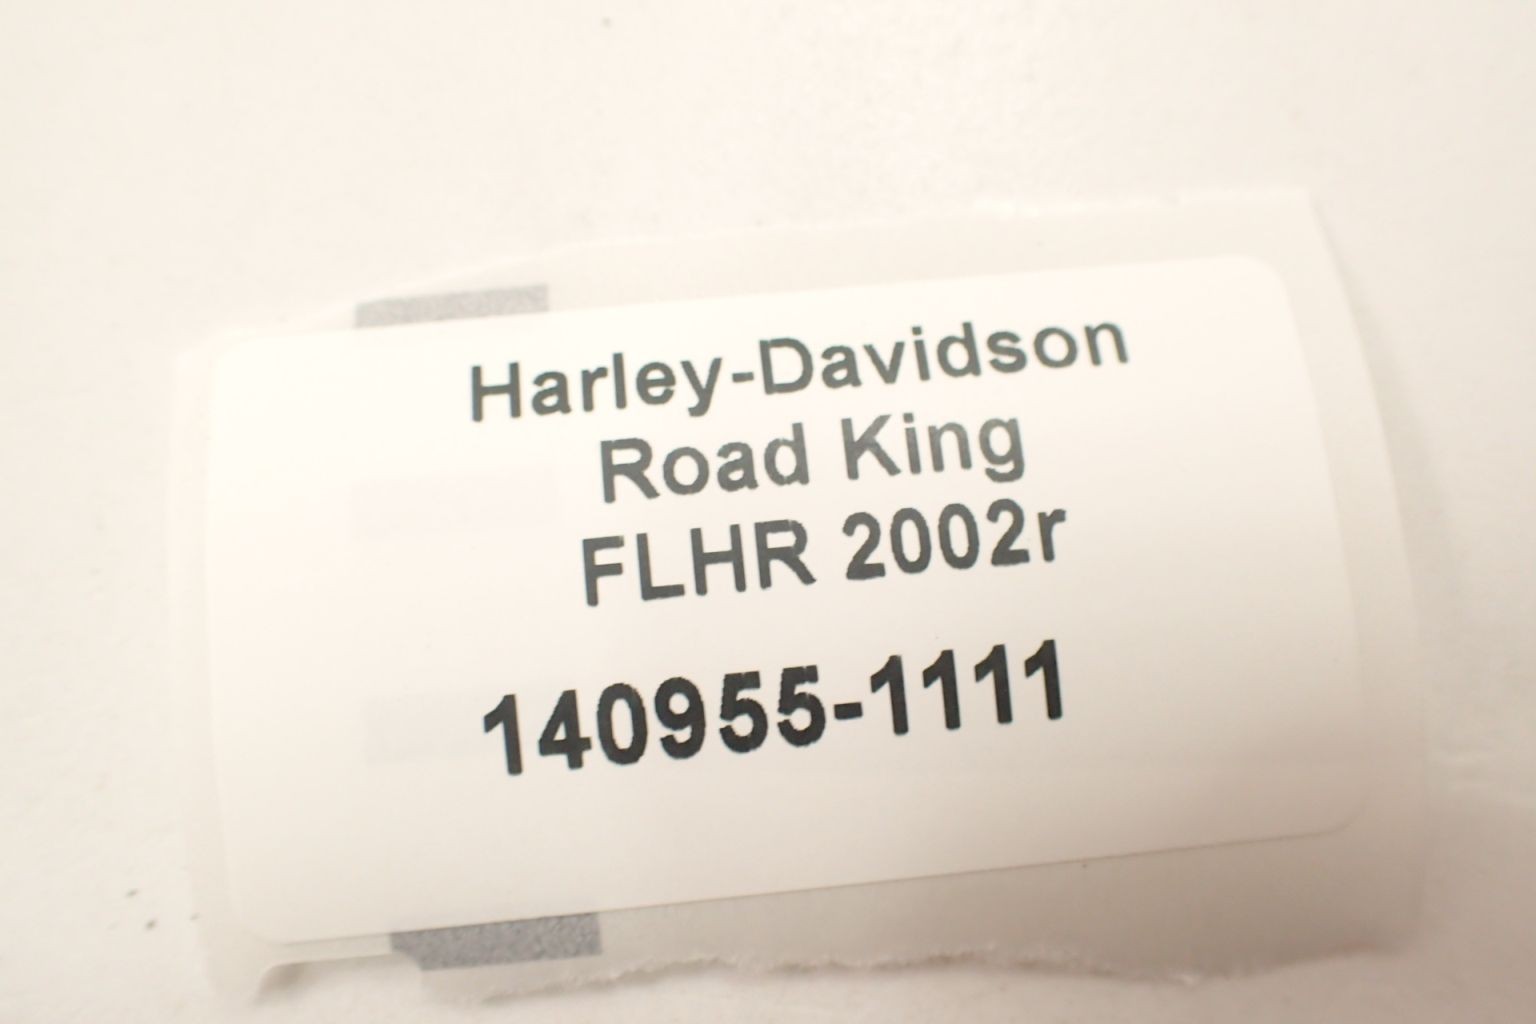 Harley-Davidson
Road King
FLHR 2002r
140955-1111